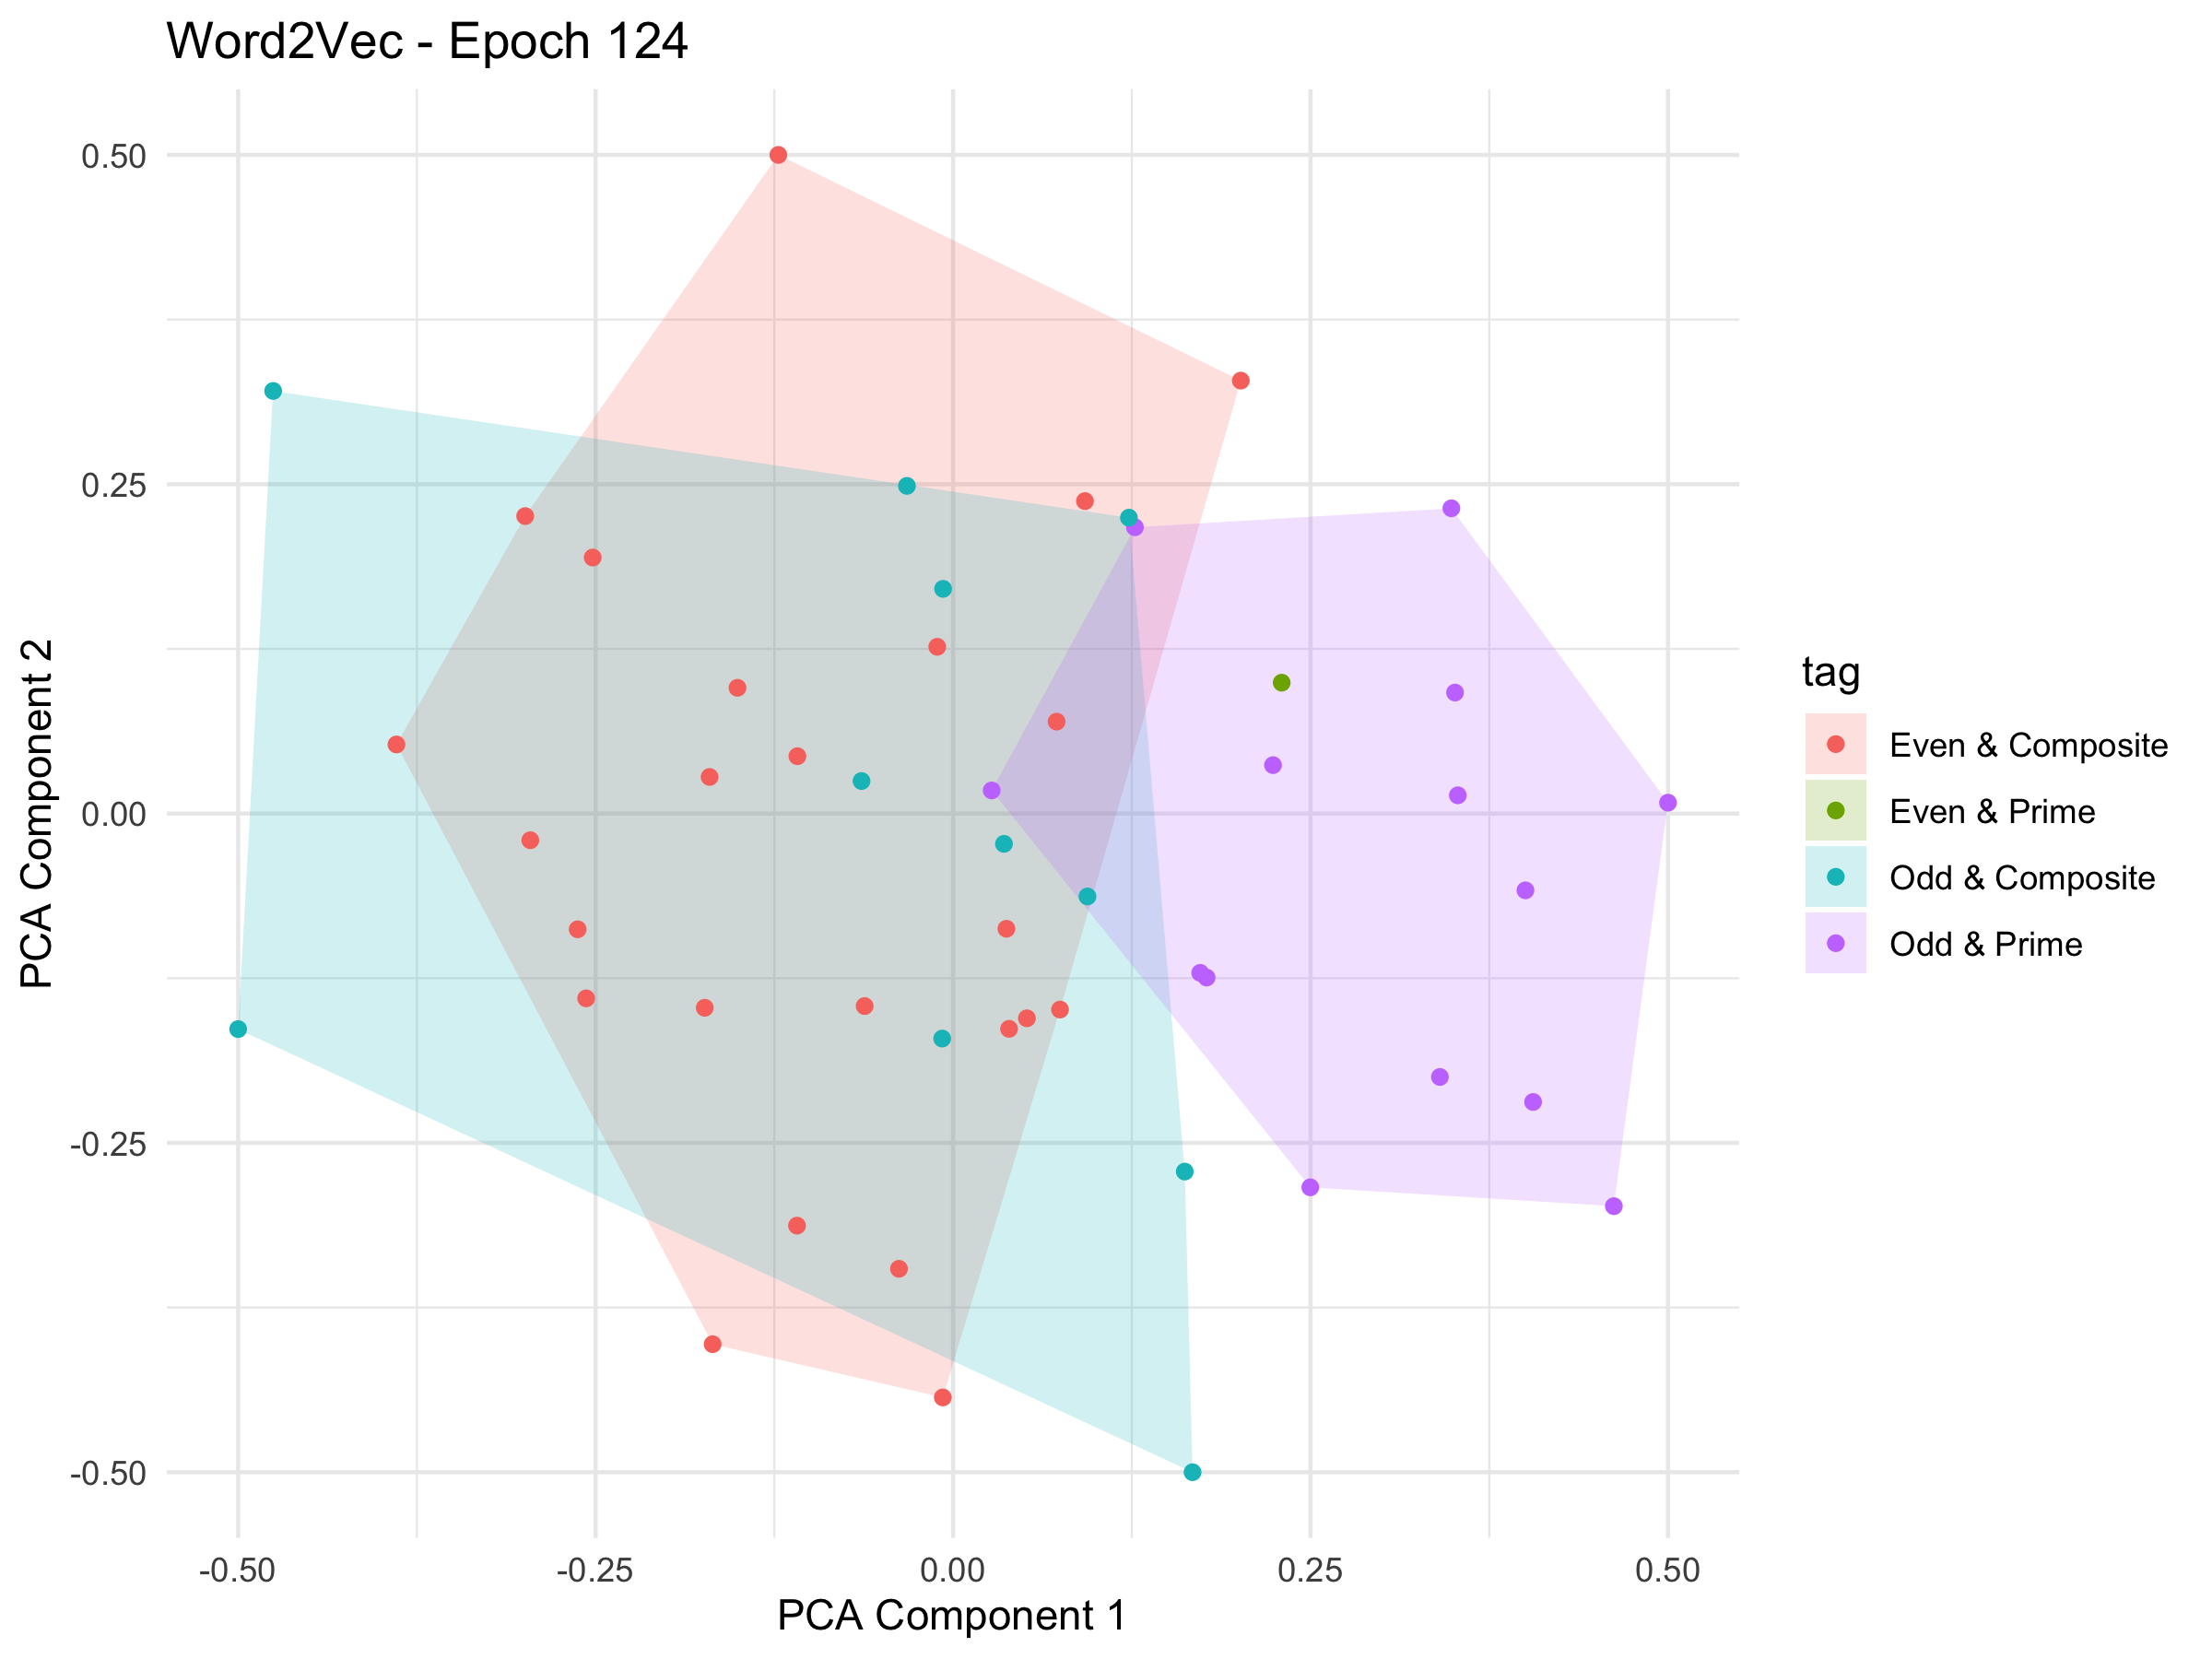 Word2Vec - Epoch 124
PCA Component 2
0.50
0.25
0.00
-0.25
-0.50
-0.50
-0.25
0.00
0.25
0.50
PCA Component 1
tag
Even & Composite
Even & Prime
Odd & Composite
Odd & Prime